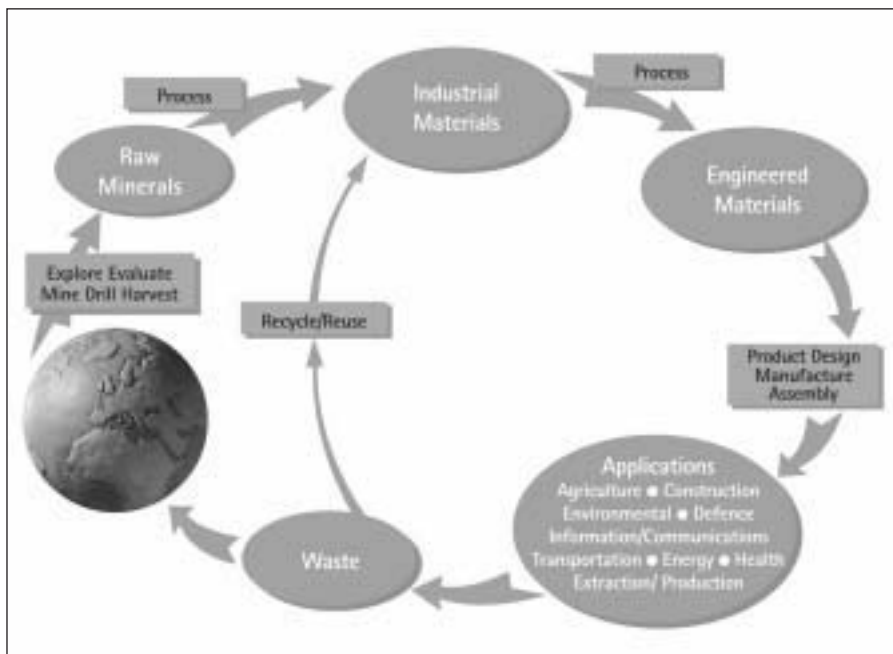 Process
Industrial
Materials
Process
Raw
Minerals
Engineered
Materials
Explore Evaluate
Mine Drill Harvest
Recycle/Reuse
Product Design
Manufacture
Assembly
Applications
Agriculture ● Construction
Environmental ● Defence
Information/Communications
Transportation ● Energy ● Health
Extraction/ Production
Waste